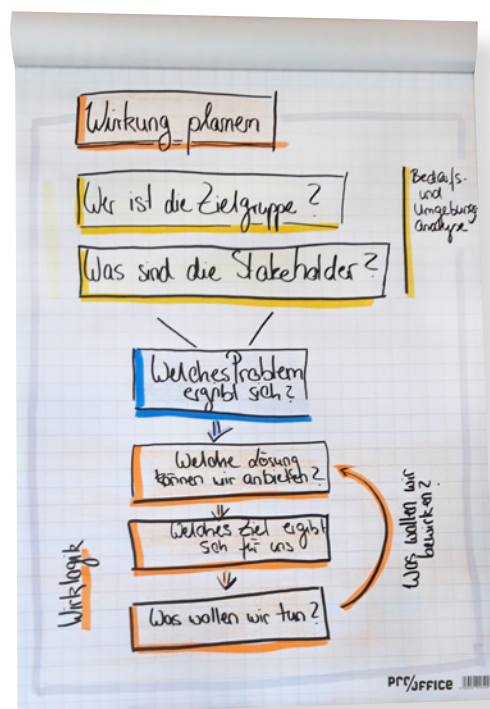 Wirkung planen
Wer ist die Zielgruppe?
Was sind die Stakeholder?
Bedarfs-
und
Umgebungs-
analyse
Welches Problem
ergibt sich?
Welche Lösung
können wir anbieten?
Welches Ziel ergibt
sich für uns
Was wollen wir tun?
Wirklogik
Was wollen wir
bewirken?
PRO/OFFICE